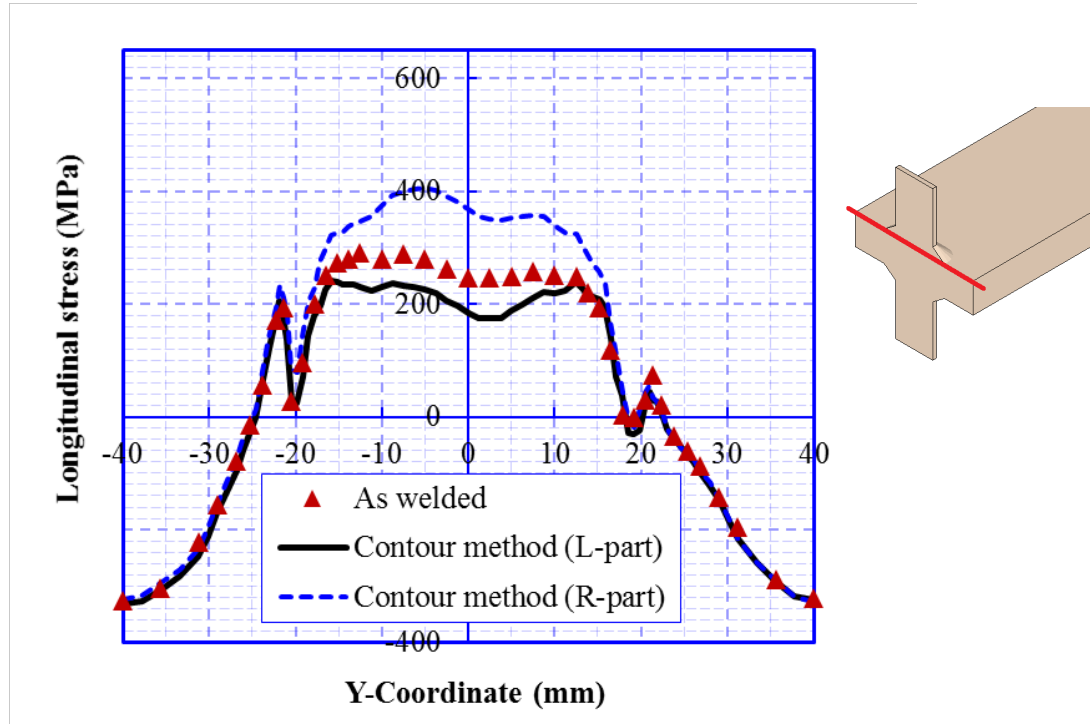 Longitudinal stress (MPa)
600
400
200
0
-400
-40 -30 -20 -10 0 10 20 30 40
As welded
Contour method (L-part)
Contour method (R-part)
Y-Coordinate (mm)